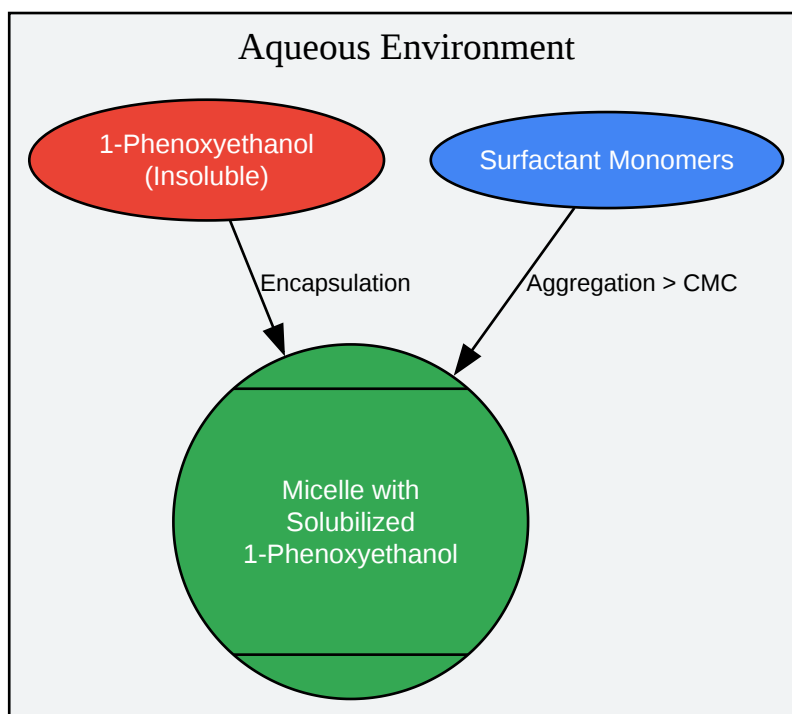 Aqueous Environment
1-Phenoxyethanol
(Insoluble)
Surfactant Monomers
Encapsulation
Aggregation > CMC
Micelle with
Solubilized
1-Phenoxyethanol